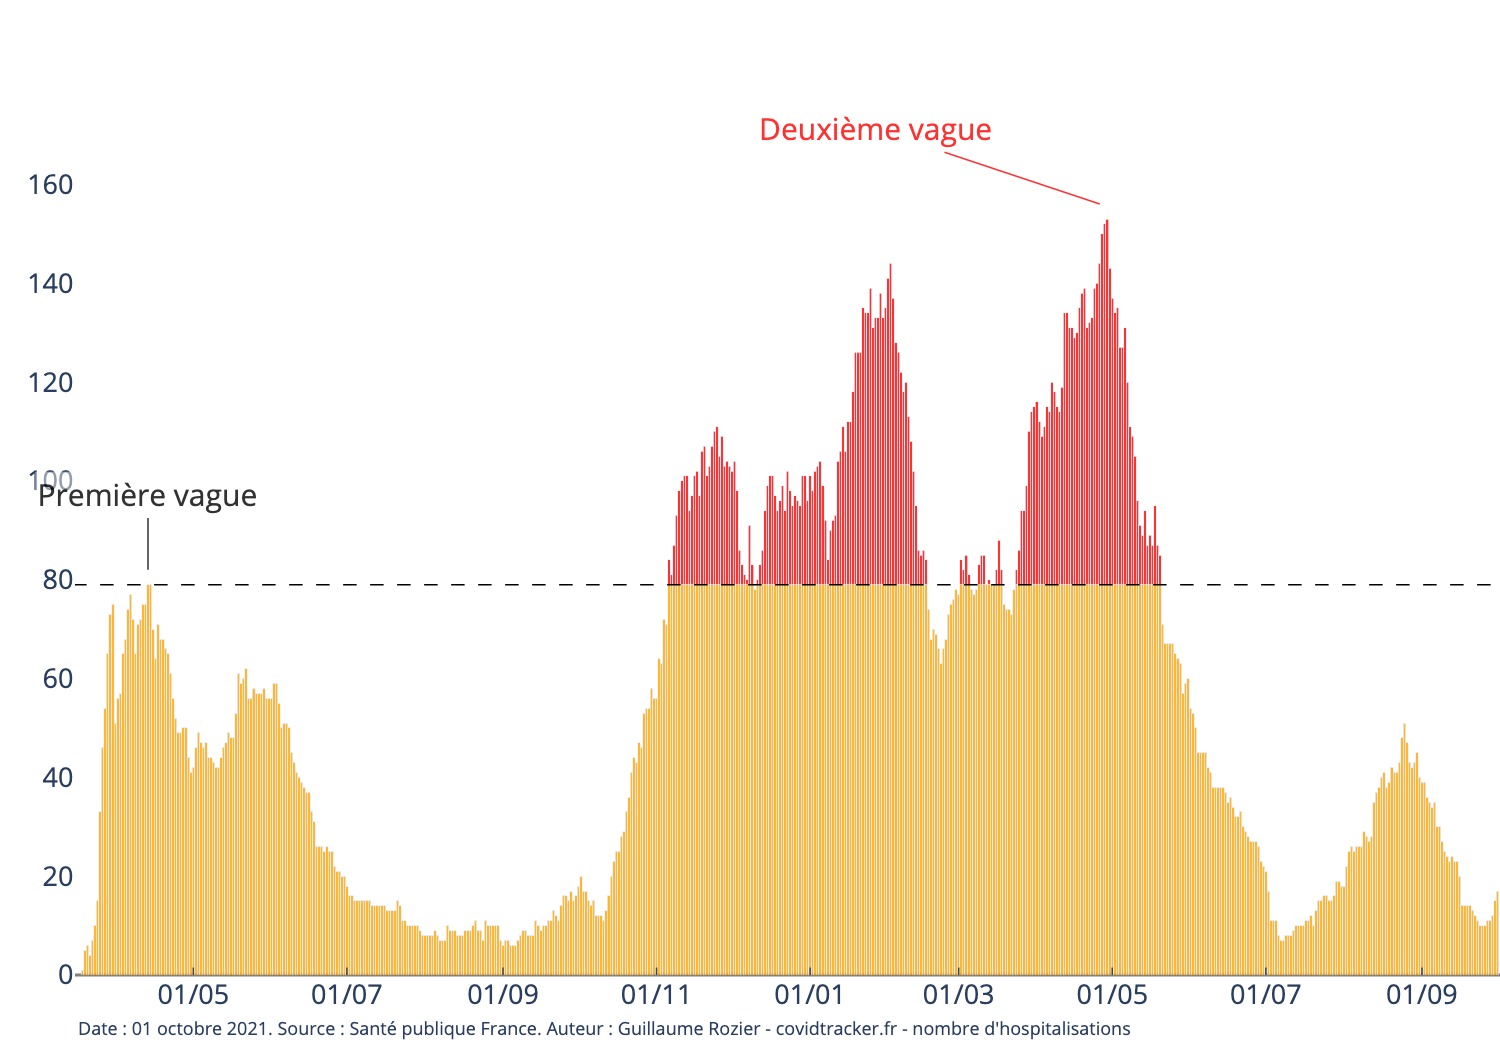 Deuxième vague
160
140
120
100
Première vague
80
60
40
20
0
01/05 01/07 01/09 01/11 01/01 01/03 01/05 01/07 01/09
Date : 01 octobre 2021. Source : Santé publique France. Auteur : Guillaume Rozier - covidtracker.fr - nombre d'hospitalisations